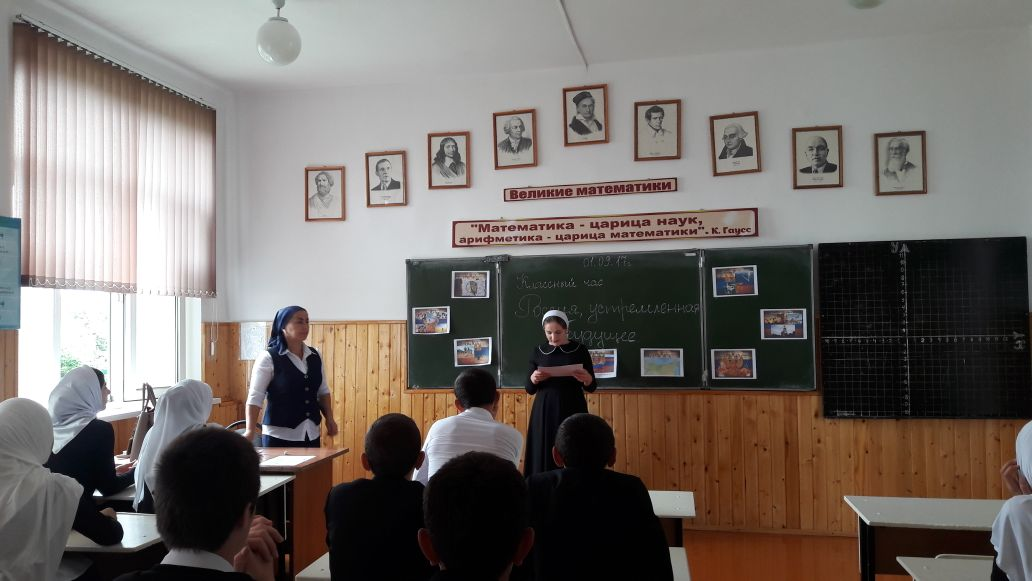 Великие математики
"Математика - царица наук,
арифметика - царица математики". К. Гаусс
01.09.17г.
Классный час
Россия, устремленная
будущее